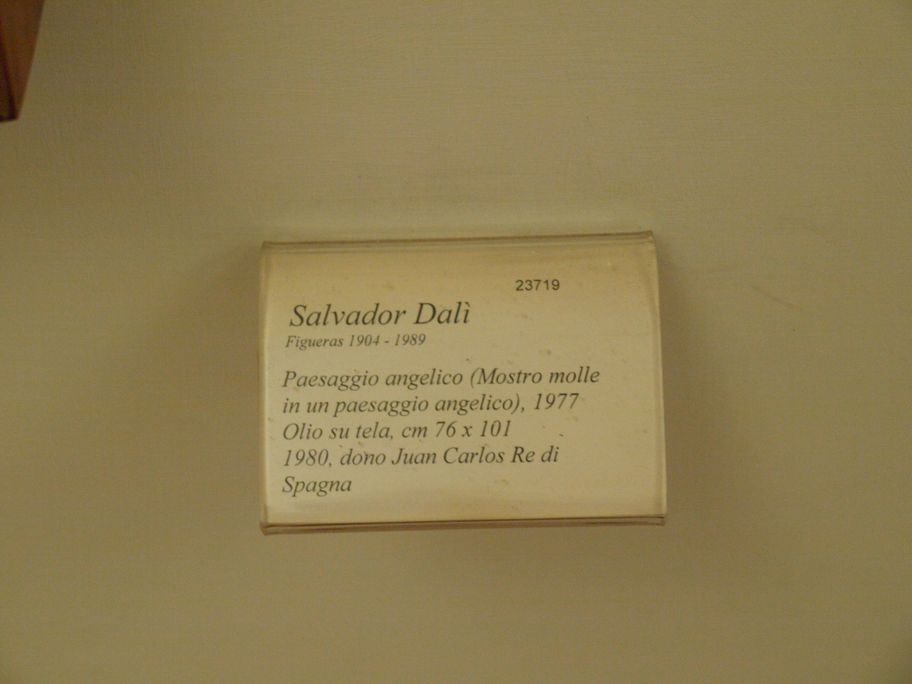 23719
Salvador Dalì
Figueras 1904 - 1989
Paesaggio angelico (Mostro molle
in un paesaggio angelico), 1977
Olio su tela, cm 76 x 101
1980, dono Juan Carlos Re di
Spagna